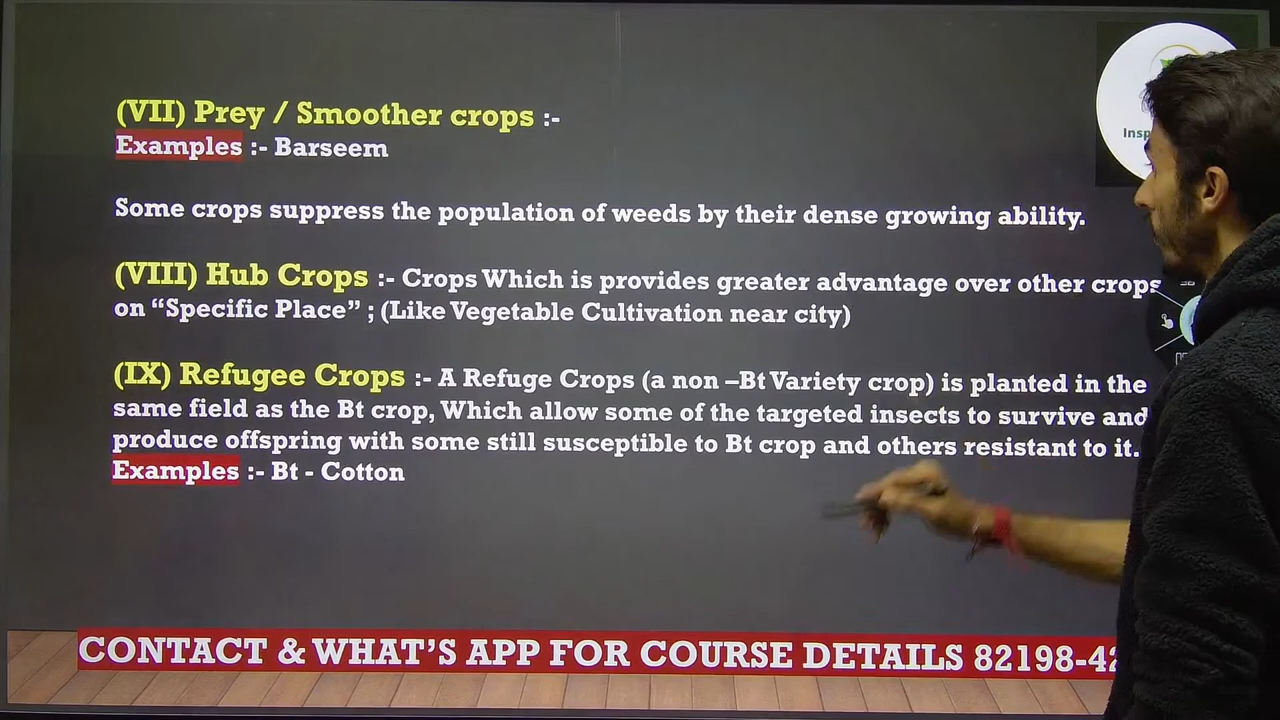 (VII) Prey / Smoother crops :-
Examples :- Barseem
Some crops suppress the population of weeds by their dense growing ability.
(VIII) Hub Crops :- Crops Which is provides greater advantage over other crops
on “Specific Place” ; (Like Vegetable Cultivation near city)
(IX) Refugee Crops :- A Refuge Crops (a non –Bt Variety crop) is planted in the
same field as the Bt crop, Which allow some of the targeted insects to survive and
produce offspring with some still susceptible to Bt crop and others resistant to it.
Examples :- Bt - Cotton
CONTACT & WHAT’S APP FOR COURSE DETAILS 82198-42
Insp